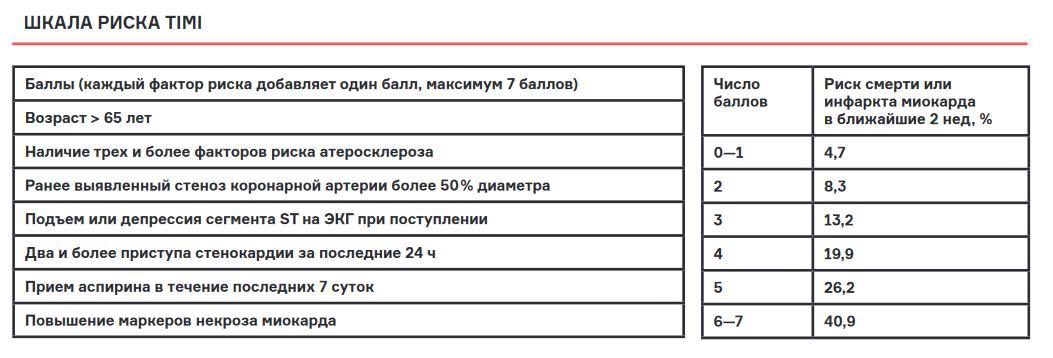 ШКАЛА РИСКА TIMI
Баллы (каждый фактор риска добавляет один балл, максимум 7 баллов)
Возраст > 65 лет
Наличие трех и более факторов риска атеросклероза
Ранее выявленный стеноз коронарной артерии более 50% диаметра
Подъем или депрессия сегмента ST на ЭКГ при поступлении
Два и более приступа стенокардии за последние 24 ч
Прием аспирина в течение последних 7 суток
Повышение маркеров некроза миокарда
Число
баллов
Риск смерти или
инфаркта миокарда
в ближайшие 2 нед, %
0—1 4,7
2 8,3
3 13,2
4 19,9
5 26,2
6—7 40,9